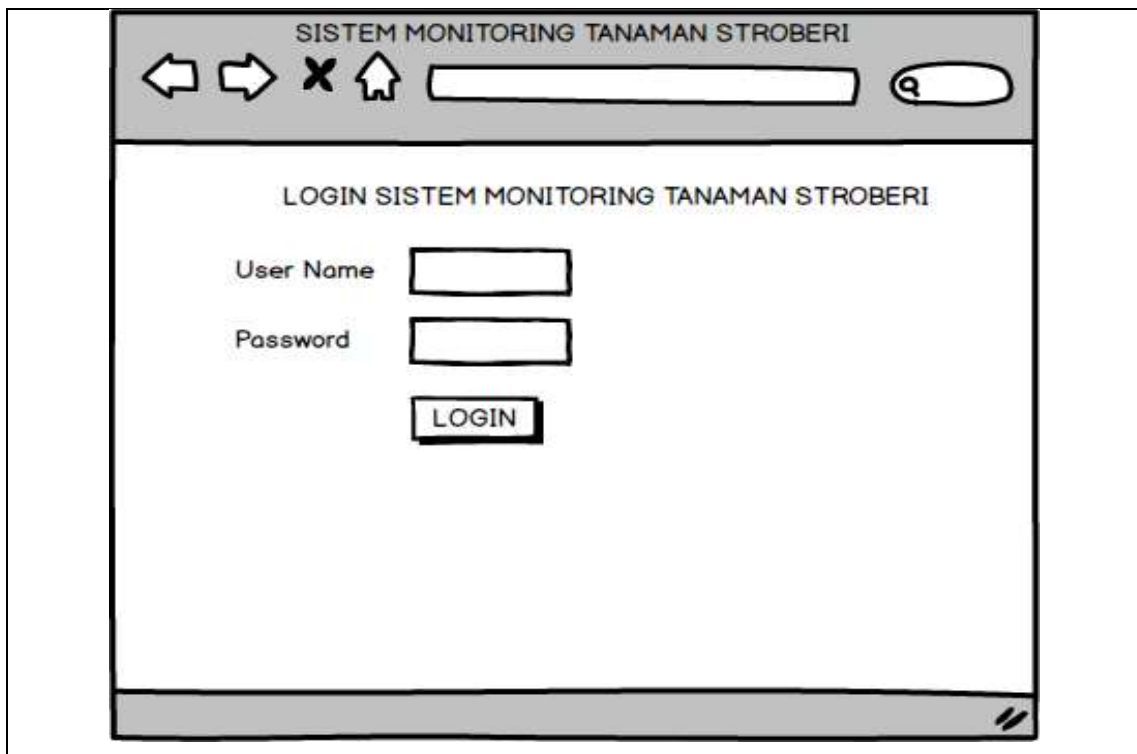 SISTEM MONITORING TANAMAN STROBERI
LOGIN SISTEM MONITORING TANAMAN STROBERI
User Name
Password
LOGIN